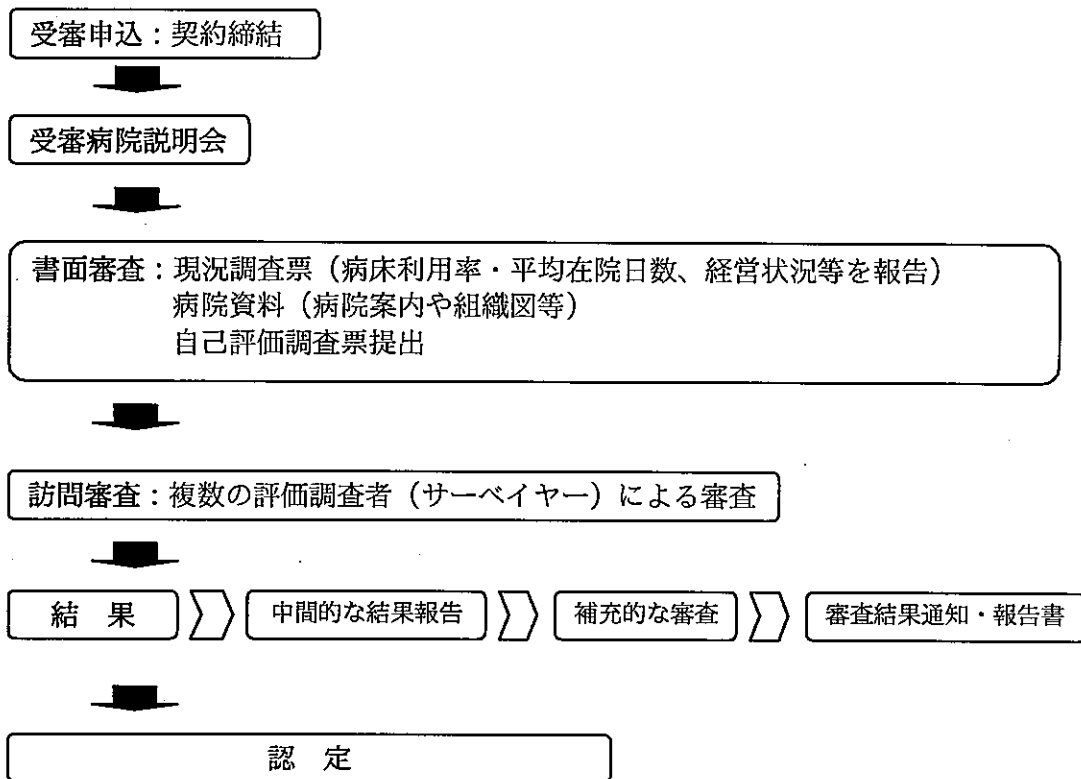 受審申込：契約締結
受審病院説明会
書面審査：現況調査票（病床利用率・平均在院日数、経営状況等を報告）
病院資料（病院案内や組織図等）
自己評価調査票提出
訪問審査：複数の評価調査者（サーベイヤー）による審査
結　果
中間的な結果報告
補充的な審査
審査結果通知・報告書
認　定